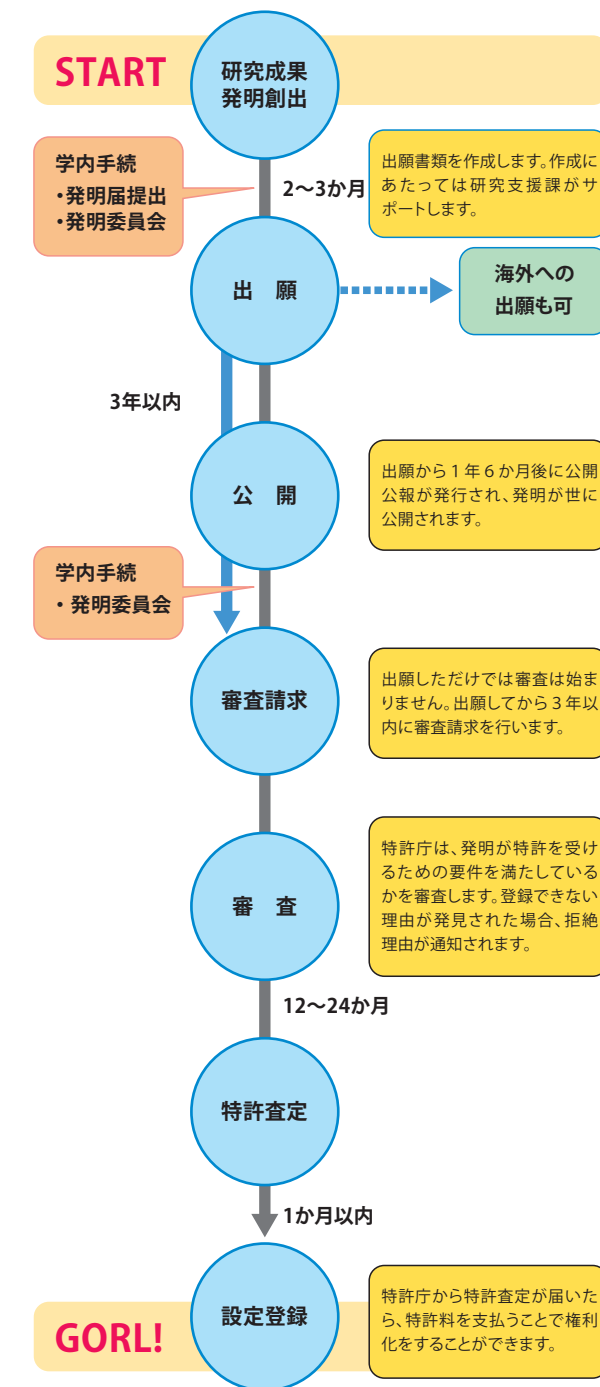 START
研究成果
発明創出
学内手続
・発明届提出
・発明委員会
2〜3か月
出願書類を作成します。作成に
あたっては研究支援課がサ
ポートします。
出　願
海外への
出願も可
3年以内
公　開
出願から１年６か月後に公開
公報が発行され、発明が世に
公開されます。
学内手続
・ 発明委員会
審査請求
出願しただけでは審査は始ま
りません。出願してから３年以
内に審査請求を行います。
審　査
特許庁は、発明が特許を受け
るための要件を満たしている
かを審査します。登録できない
理由が発見された場合、拒絶
理由が通知されます。
12〜24か月
特許査定
1か月以内
設定登録
特許庁から特許査定が届いた
ら、特許料を支払うことで権利
化をすることができます。
GORL!